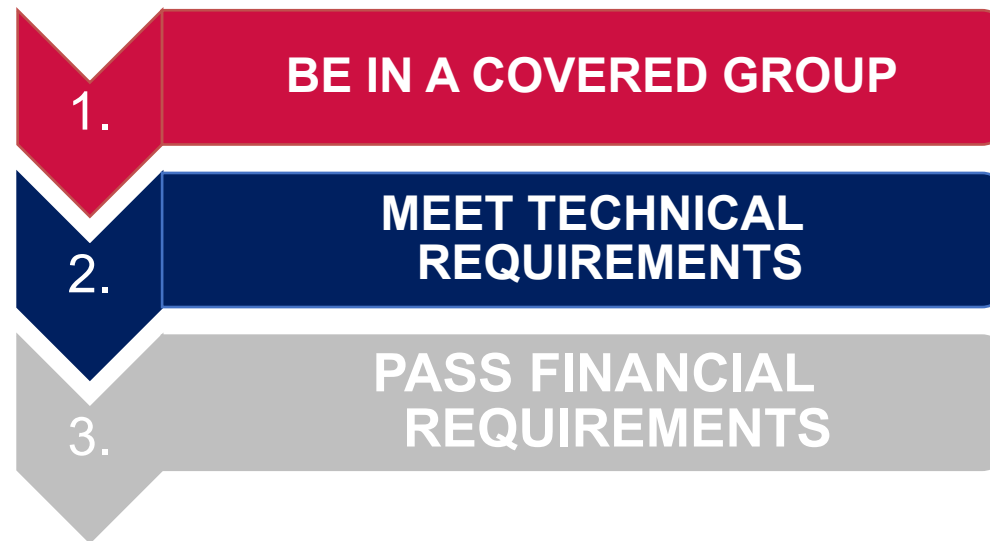 1.
BE IN A COVERED GROUP
2.
MEET TECHNICAL
REQUIREMENTS
3.
PASS FINANCIAL
REQUIREMENTS